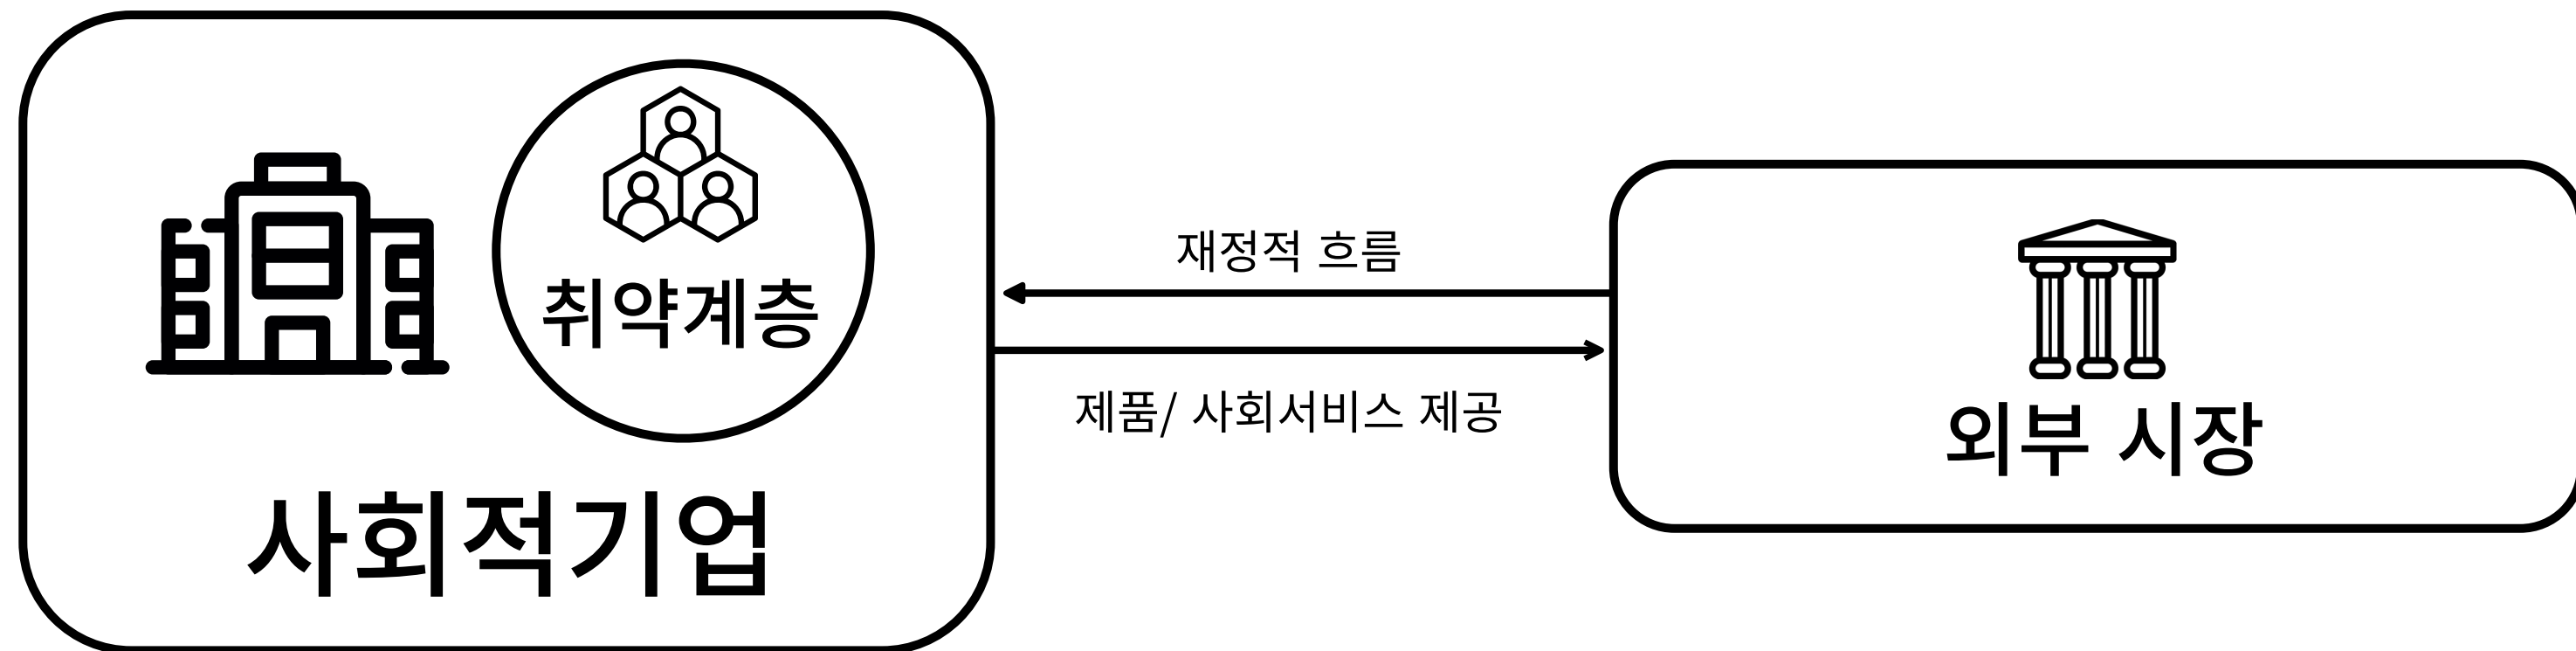 취약계층
사회적기업
재정적 흐름
제품/ 사회서비스 제공
외부 시장